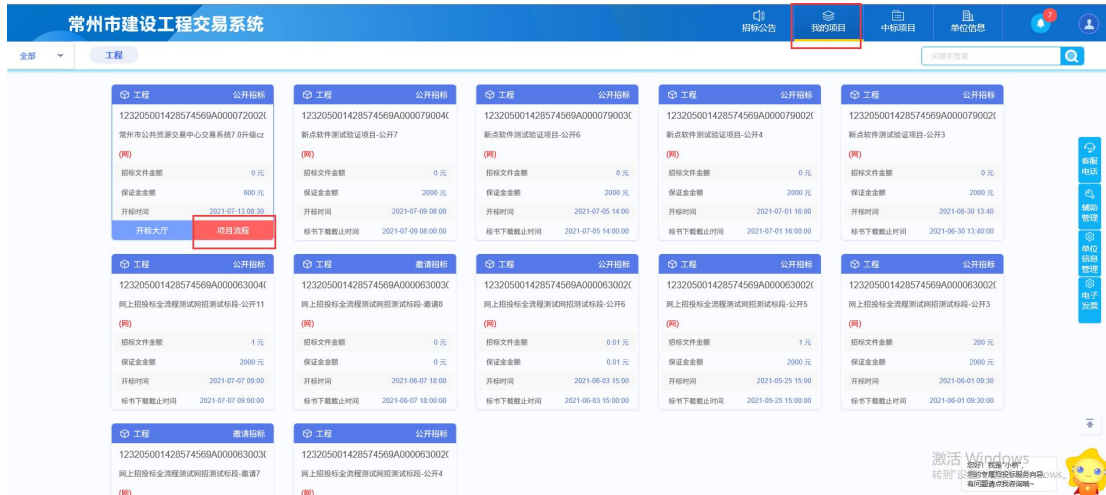 常州市建设工程交易系统
招标公告
我的项目
中标项目
单位信息
7
全部
工程
关键字搜索
工程 公开招标
123205001428574569A000072002(
常州市公共资源交易中心交易系统7.0升级cz
(网)
招标文件金额 0 元
保证金金额 600 元
开标时间 2021-07-13 08:30
开标大厅 项目流程
工程 公开招标
123205001428574569A000079004(
新点软件测试验证项目-公开7
(网)
招标文件金额 0 元
保证金金额 2000 元
开标时间 2021-07-09 08:00
标书下载截止时间 2021-07-09 08:00:00
工程 公开招标
123205001428574569A000079003(
新点软件测试验证项目-公开6
(网)
招标文件金额 0 元
保证金金额 2000 元
开标时间 2021-07-05 14:00
标书下载截止时间 2021-07-05 14:00:00
工程 公开招标
123205001428574569A000079002(
新点软件测试验证项目-公开4
(网)
招标文件金额 0 元
保证金金额 2000 元
开标时间 2021-07-01 16:00
标书下载截止时间 2021-07-01 16:00:00
工程 公开招标
123205001428574569A000079002(
新点软件测试验证项目-公开3
(网)
招标文件金额 0 元
保证金金额 2000 元
开标时间 2021-06-30 13:40
标书下载截止时间 2021-06-30 13:40:00
工程 公开招标
123205001428574569A000063004(
网上招投标全流程测试网招测试标段-公开11
(网)
招标文件金额 1 元
保证金金额 2000 元
开标时间 2021-07-07 09:00
标书下载截止时间 2021-07-07 09:00:00
工程 邀请招标
123205001428574569A000063003(
网上招投标全流程测试网招测试标段-邀请8
(网)
招标文件金额 0 元
保证金金额 0 元
开标时间 2021-06-07 18:00
标书下载截止时间 2021-06-07 18:00:00
工程 公开招标
123205001428574569A000063002(
网上招投标全流程测试网招测试标段-公开6
(网)
招标文件金额 0.01 元
保证金金额 0.01 元
开标时间 2021-06-03 15:00
标书下载截止时间 2021-06-03 15:00:00
工程 公开招标
123205001428574569A000063002(
网上招投标全流程测试网招测试标段-公开5
(网)
招标文件金额 1 元
保证金金额 2000 元
开标时间 2021-05-25 15:00
标书下载截止时间 2021-05-25 15:00:00
工程 公开招标
123205001428574569A000063002(
网上招投标全流程测试网招测试标段-公开3
(网)
招标文件金额 200 元
保证金金额 2000 元
开标时间 2021-06-01 09:30
标书下载截止时间 2021-06-01 09:30:00
工程 邀请招标
123205001428574569A000063003(
网上招投标全流程测试网招测试标段-邀请7
(网)
工程 公开招标
123205001428574569A000063002(
网上招投标全流程测试网招测试标段-公开4
(网)
客服
电话
辅助
管理
单位
信息
管理
电子
发票
激活 Windows
转到"设
您好! 我是"小易",
有问题请点我咨询哦~